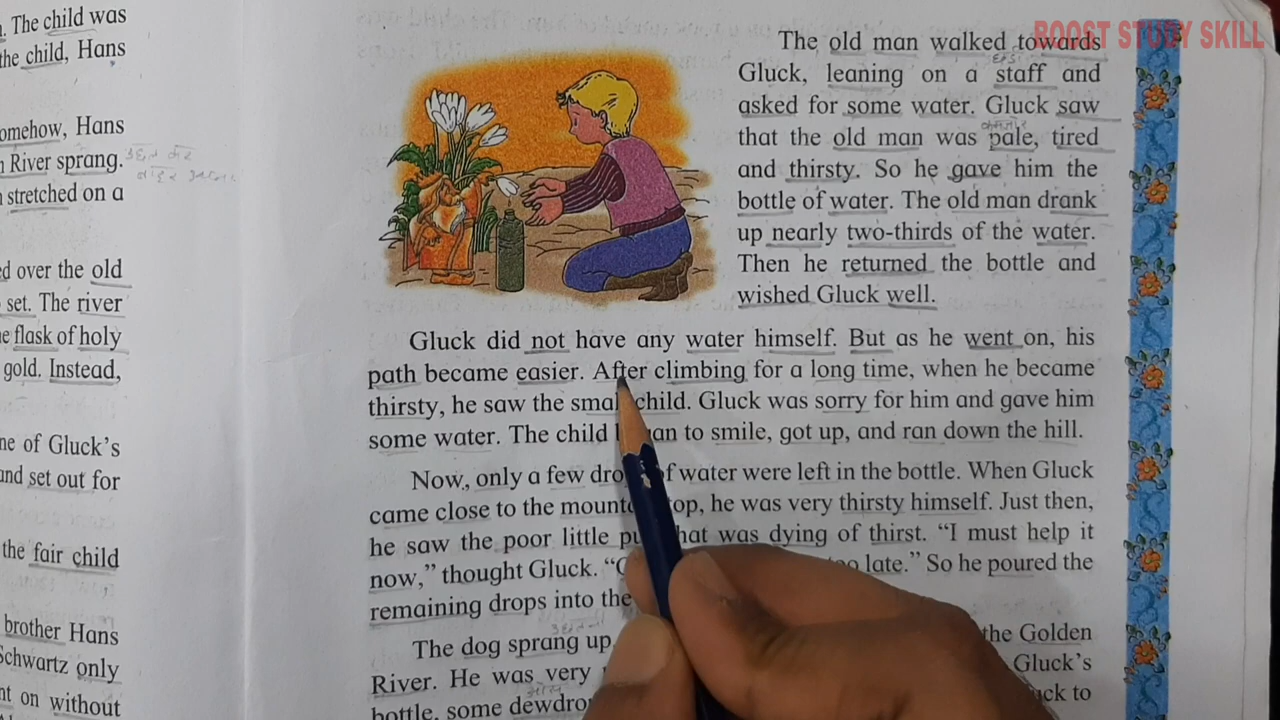 BOOST STUDY SKILL
. The child was
the child, Hans
omehow, Hans
River sprang.
stretched on a
ed over the old
set. The river
flask of holy
gold. Instead,
ne of Gluck's
and set out for
the fair child
brother Hans
Schwartz only
nt on without
The old man walked towards
Gluck, leaning on a staff and
asked for some water. Gluck saw
that the old man was pale, tired
and thirsty. So he gave him the
bottle of water. The old man drank
up nearly two-thirds of the water.
Then he returned the bottle and
wished Gluck well.
Gluck did not have any water himself. But as he went on, his
path became easier. After climbing for a long time, when he became
thirsty, he saw the small child. Gluck was sorry for him and gave him
some water. The child an to smile, got up, and ran down the hill.
Now, only a few dro of water were left in the bottle. When Gluck
came close to the mount op, he was very thirsty himself. Just then,
he saw the poor little pu hat was dying of thirst. “I must help it
now,” thought Gluck. “ late.” So he poured the
remaining drops into the
The dog sprang up the Golden
River. He was very Gluck's
bottle, some dewdro to